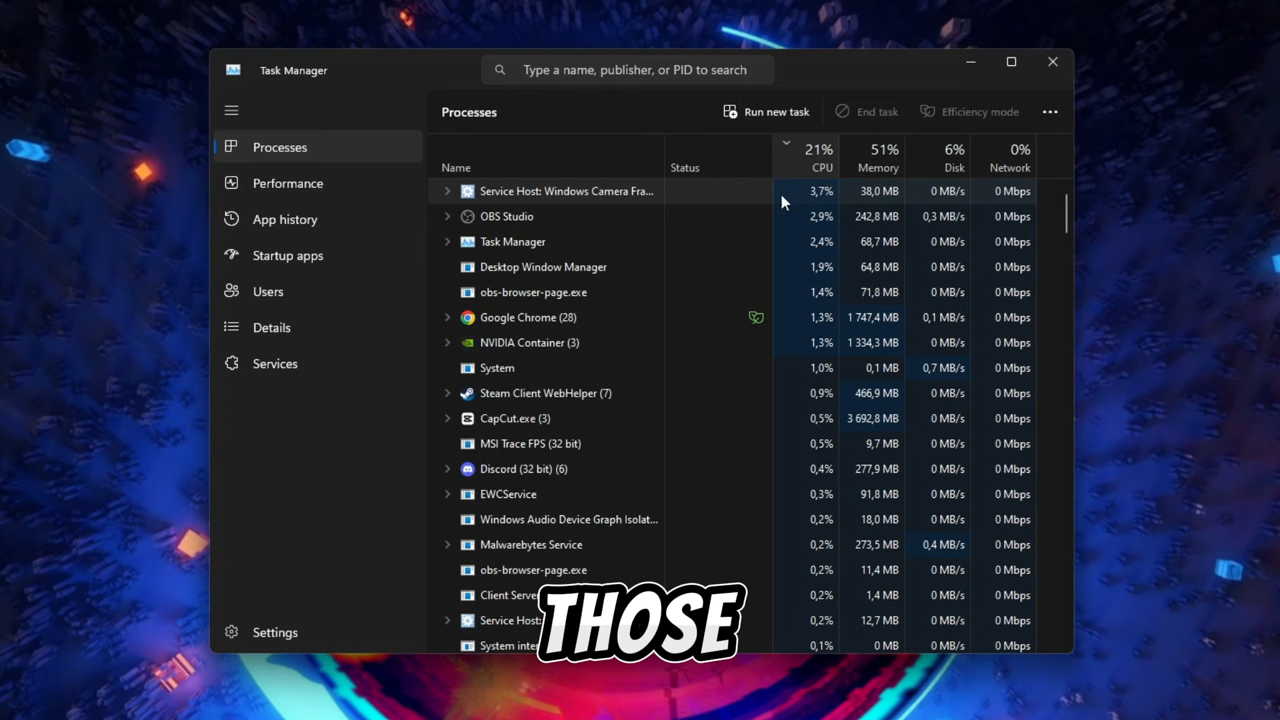 Task Manager
Type a name, publisher, or PID to search
Processes
Run new task
End task
Efficiency mode
Processes
Performance
App history
Startup apps
Users
Details
Services
Settings
21% 51% 6% 0%
Name Status CPU Memory Disk Network
Service Host: Windows Camera Fra... 3,7% 38,0 MB 0 MB/s 0 Mbps
OBS Studio 2,9% 242,8 MB 0,3 MB/s 0 Mbps
Task Manager 2,4% 68,7 MB 0 MB/s 0 Mbps
Desktop Window Manager 1,9% 64,8 MB 0 MB/s 0 Mbps
obs-browser-page.exe 1,4% 71,8 MB 0 MB/s 0 Mbps
Google Chrome (28) 1,3% 1 747,4 MB 0,1 MB/s 0 Mbps
NVIDIA Container (3) 1,3% 1 334,3 MB 0 MB/s 0 Mbps
System 1,0% 0,1 MB 0,7 MB/s 0 Mbps
Steam Client WebHelper (7) 0,9% 466,9 MB 0 MB/s 0 Mbps
CapCut.exe (3) 0,5% 3 692,8 MB 0 MB/s 0 Mbps
MSI Trace FPS (32 bit) 0,5% 9,7 MB 0 MB/s 0 Mbps
Discord (32 bit) (6) 0,4% 277,9 MB 0 MB/s 0 Mbps
EWCService 0,3% 91,8 MB 0 MB/s 0 Mbps
Windows Audio Device Graph Isolat... 0,2% 18,0 MB 0 MB/s 0 Mbps
Malwarebytes Service 0,2% 273,5 MB 0,4 MB/s 0 Mbps
obs-browser-page.exe 0,2% 11,4 MB 0 MB/s 0 Mbps
Client 0,2% 1,4 MB 0 MB/s 0 Mbps
Service 0,2% 12,7 MB 0 MB/s 0 Mbps
System 0,1% 0 MB 0 MB/s 0 Mbps
THOSE